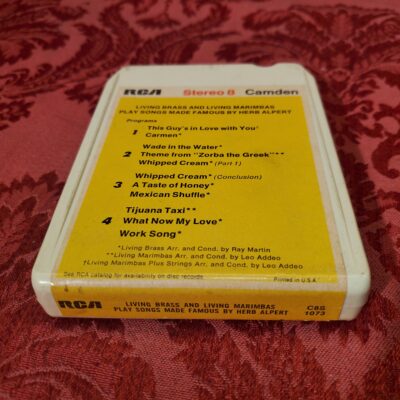 RCA Stereo 8 Camden
LIVING BRASS AND LIVING MARIMBAS
PLAY SONGS MADE FAMOUS BY HERB ALPERT
Programs
1 This Guy's in Love with You†
Carmen*
Wade in the Water*
2 Theme from "Zorba the Greek"**
Whipped Cream* (Part 1)
Whipped Cream* (Conclusion)
3 A Taste of Honey*
Mexican Shuffle*
Tijuana Taxi**
4 What Now My Love*
Work Song*
*Living Brass Arr. and Cond. by Ray Martin
**Living Marimbas Arr. and Cond. by Leo Addeo
†Living Marimbas Plus Strings Arr. and Cond. by Leo Addeo
See RCA catalog for availability on disc records. Printed in U.S.A.
RCA LIVING BRASS AND LIVING MARIMBAS C8S
PLAY SONGS MADE FAMOUS BY HERB ALPERT 1073